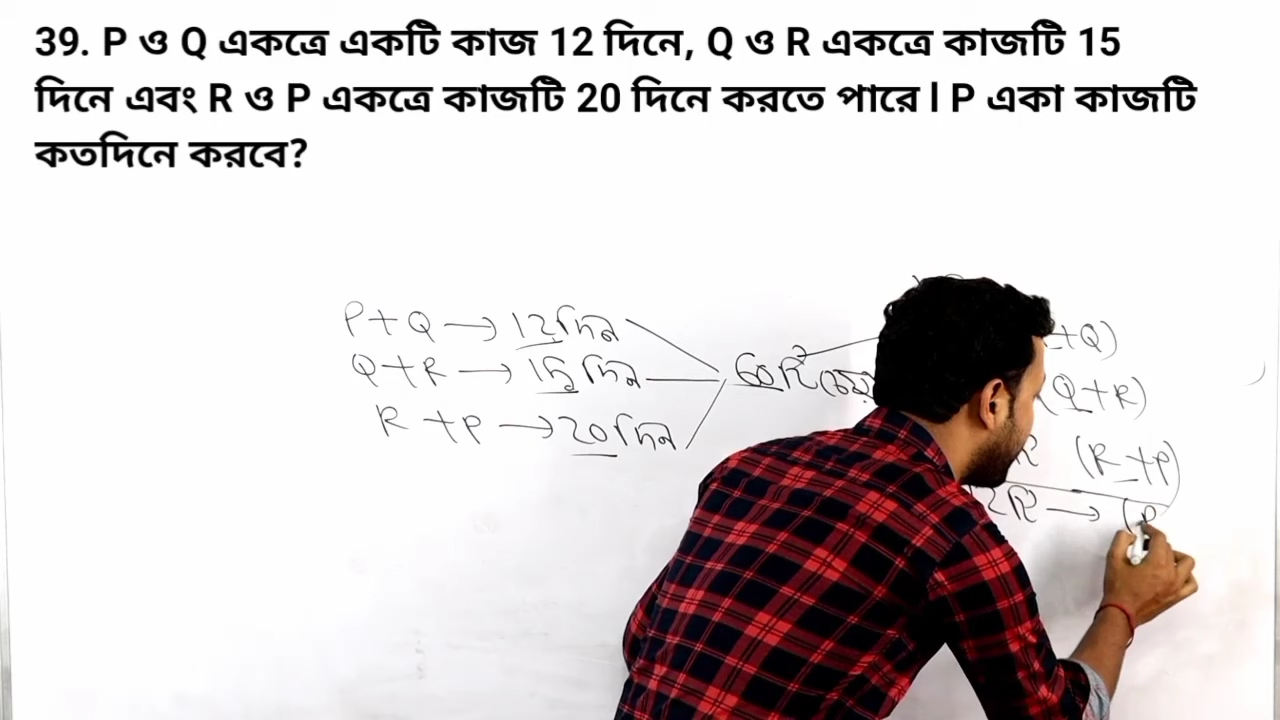 39. P ও Q একত্রে একটি কাজ 12 দিনে, Q ও R একত্রে কাজটি 15
দিনে এবং R ও P একত্রে কাজটি 20 দিনে করতে পারে l P একা কাজটি
কতদিনে করবে?
P+Q → 12 দিন
Q+R → 15 দিন
R+P → 20 দিন
60
+Q)
(Q+R)
(R+P)
→ (P